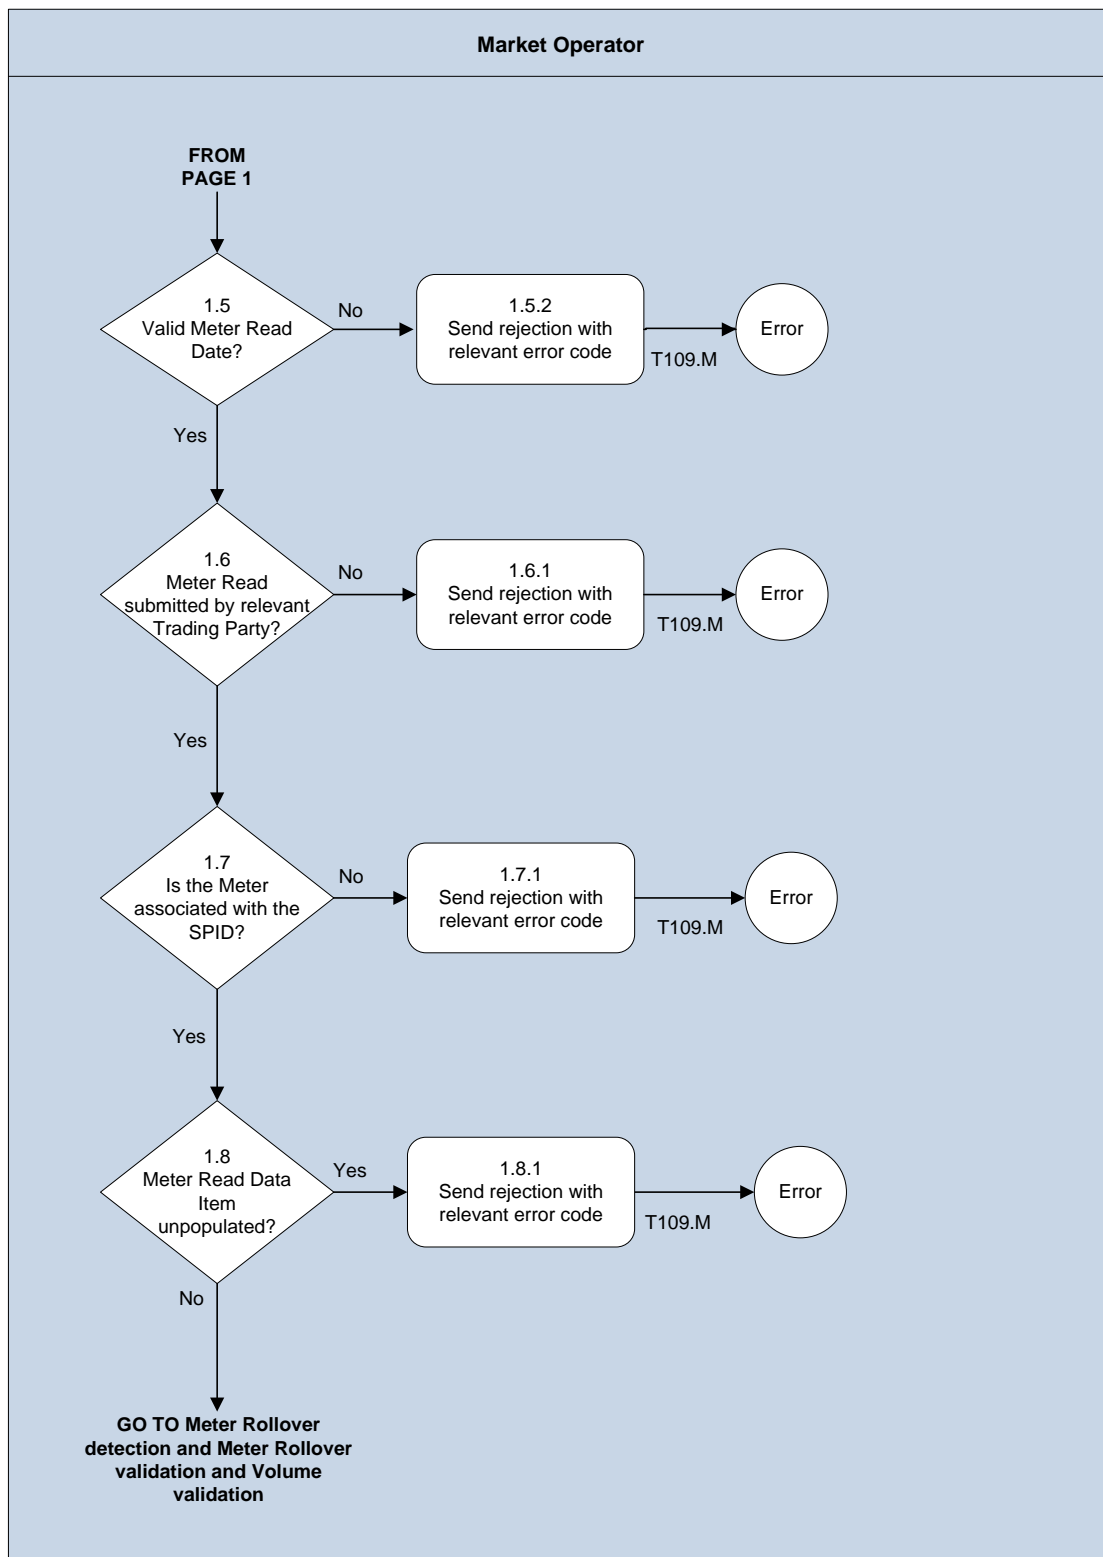 Market Operator
FROM
PAGE 1
1.5
Valid Meter Read
Date?
No
1.5.2
Send rejection with
relevant error code
T109.M
Error
Yes
1.6
Meter Read
submitted by relevant
Trading Party?
No
1.6.1
Send rejection with
relevant error code
T109.M
Error
Yes
1.7
Is the Meter
associated with the
SPID?
No
1.7.1
Send rejection with
relevant error code
T109.M
Error
Yes
1.8
Meter Read Data
Item
unpopulated?
Yes
1.8.1
Send rejection with
relevant error code
T109.M
Error
No
GO TO Meter Rollover
detection and Meter Rollover
validation and Volume
validation